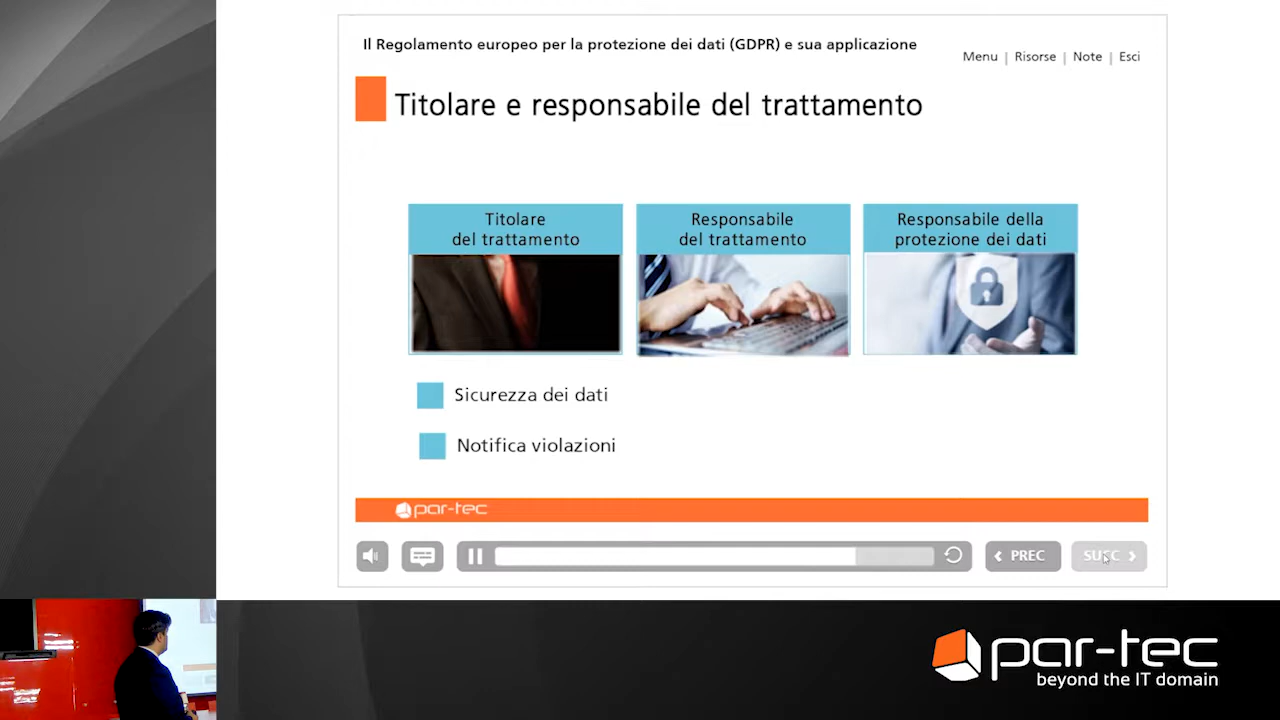 Il Regolamento europeo per la protezione dei dati (GDPR) e sua applicazione
Menu | Risorse | Note | Esci
Titolare e responsabile del trattamento
Titolare
del trattamento
Responsabile
del trattamento
Responsabile della
protezione dei dati
Sicurezza dei dati
Notifica violazioni
par-tec
PREC
SUCC
par-tec
beyond the IT domain